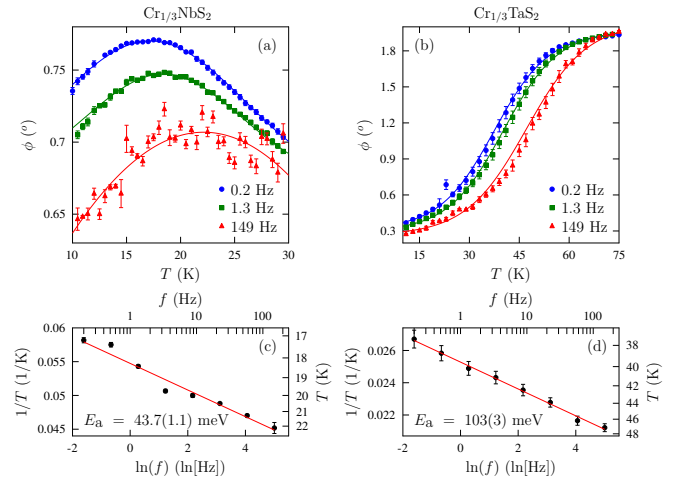 Cr1/3NbS2
Cr1/3TaS2
(a)
ϕ (o)
0.75
0.7
0.65
0.2 Hz
1.3 Hz
149 Hz
10 15 20 25 30
T (K)
(b)
ϕ (o)
1.8
1.5
1.2
0.9
0.6
0.3
0.2 Hz
1.3 Hz
149 Hz
15 30 45 60 75
T (K)
f (Hz)
1 10 100
(c)
1/T (1/K)
0.06
0.055
0.05
0.045
T (K)
17
18
19
20
21
22
Ea = 43.7(1.1) meV
-2 0 2 4
ln(f) (ln[Hz])
f (Hz)
1 10 100
(d)
1/T (1/K)
0.026
0.024
0.022
T (K)
38
40
42
44
46
48
Ea = 103(3) meV
-2 0 2 4
ln(f) (ln[Hz])